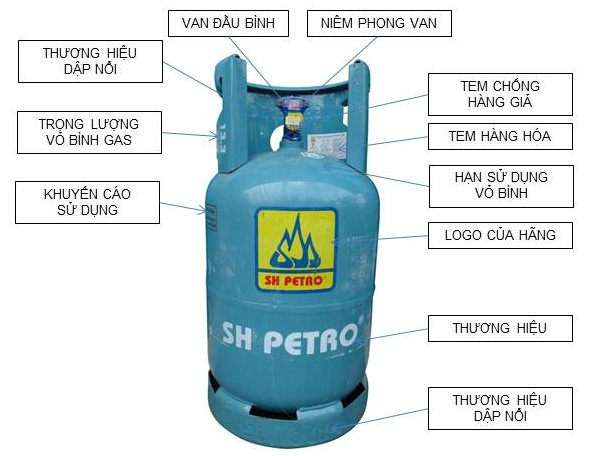 VAN ĐẦU BÌNH
NIÊM PHONG VAN
THƯƠNG HIỆU
DẬP NỔI
TEM CHỐNG
HÀNG GIẢ
TRỌNG LƯỢNG
VỎ BÌNH GAS
TEM HÀNG HÓA
KHUYẾN CÁO
SỬ DỤNG
HẠN SỬ DỤNG
VỎ BÌNH
LOGO CỦA HÃNG
SH PETRO
SH PETRO
THƯƠNG HIỆU
THƯƠNG HIỆU
DẬP NỔI